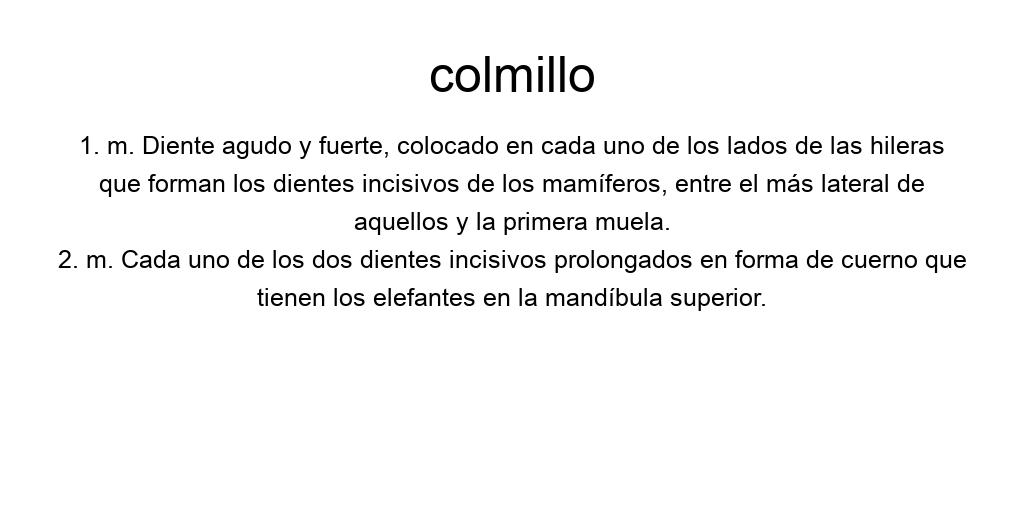 colmillo
1. m. Diente agudo y fuerte, colocado en cada uno de los lados de las hileras
que forman los dientes incisivos de los mamíferos, entre el más lateral de
aquellos y la primera muela.
2. m. Cada uno de los dos dientes incisivos prolongados en forma de cuerno que
tienen los elefantes en la mandíbula superior.